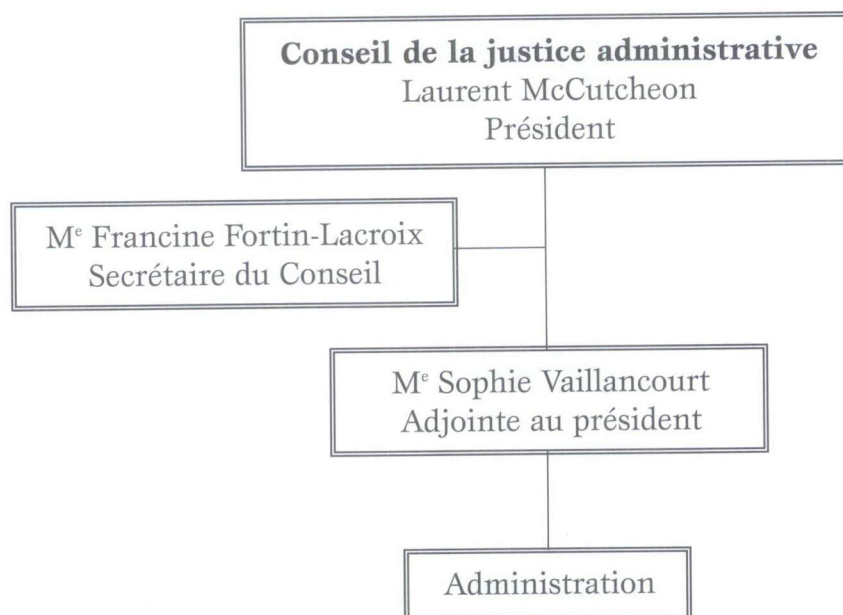 Conseil de la justice administrative
Laurent McCutcheon
Président
Mᵉ Francine Fortin-Lacroix
Secrétaire du Conseil
Mᵉ Sophie Vaillancourt
Adjointe au président
Administration